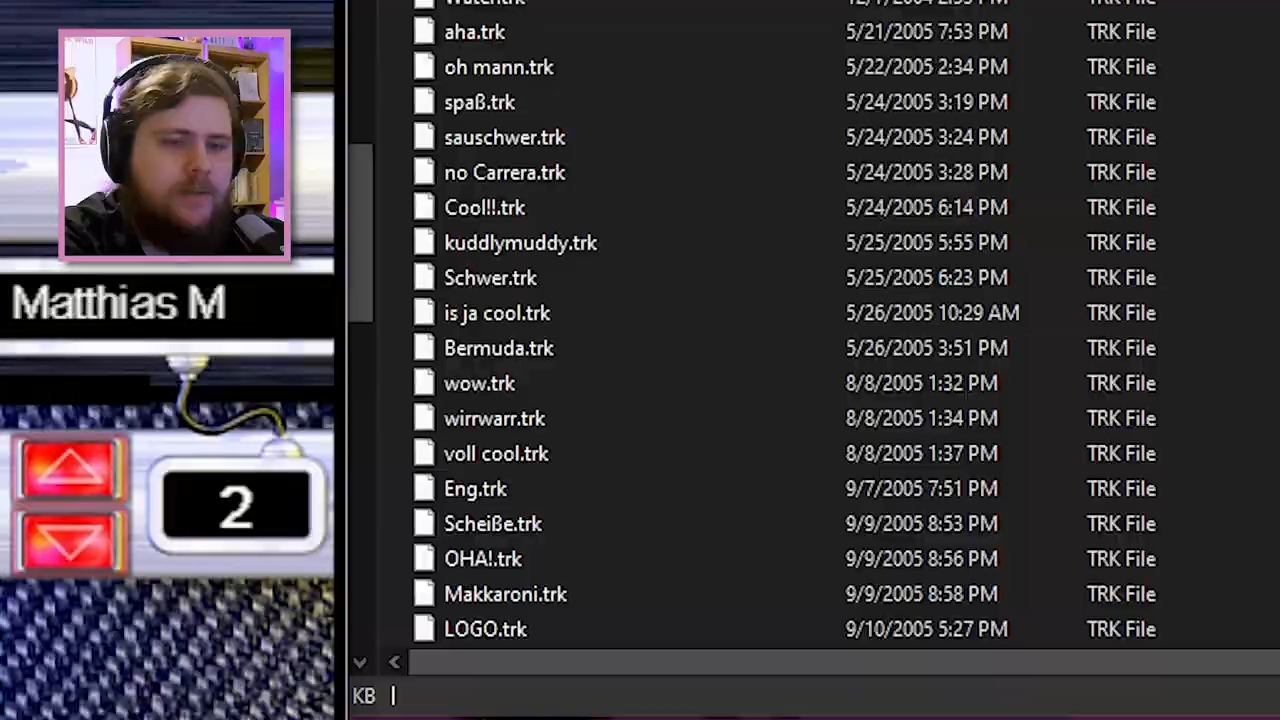 aha.trk 5/21/2005 7:53 PM TRK File
oh mann.trk 5/22/2005 2:34 PM TRK File
spaß.trk 5/24/2005 3:19 PM TRK File
sauschwer.trk 5/24/2005 3:24 PM TRK File
no Carrera.trk 5/24/2005 3:28 PM TRK File
Cool!!.trk 5/24/2005 6:14 PM TRK File
kuddlymuddy.trk 5/25/2005 5:55 PM TRK File
Schwer.trk 5/25/2005 6:23 PM TRK File
Matthias M
is ja cool.trk 5/26/2005 10:29 AM TRK File
Bermuda.trk 5/26/2005 3:51 PM TRK File
wow.trk 8/8/2005 1:32 PM TRK File
wirrwarr.trk 8/8/2005 1:34 PM TRK File
voll cool.trk 8/8/2005 1:37 PM TRK File
Eng.trk 9/7/2005 7:51 PM TRK File
2
Scheiße.trk 9/9/2005 8:53 PM TRK File
OHA!.trk 9/9/2005 8:56 PM TRK File
Makkaroni.trk 9/9/2005 8:58 PM TRK File
LOGO.trk 9/10/2005 5:27 PM TRK File
KB